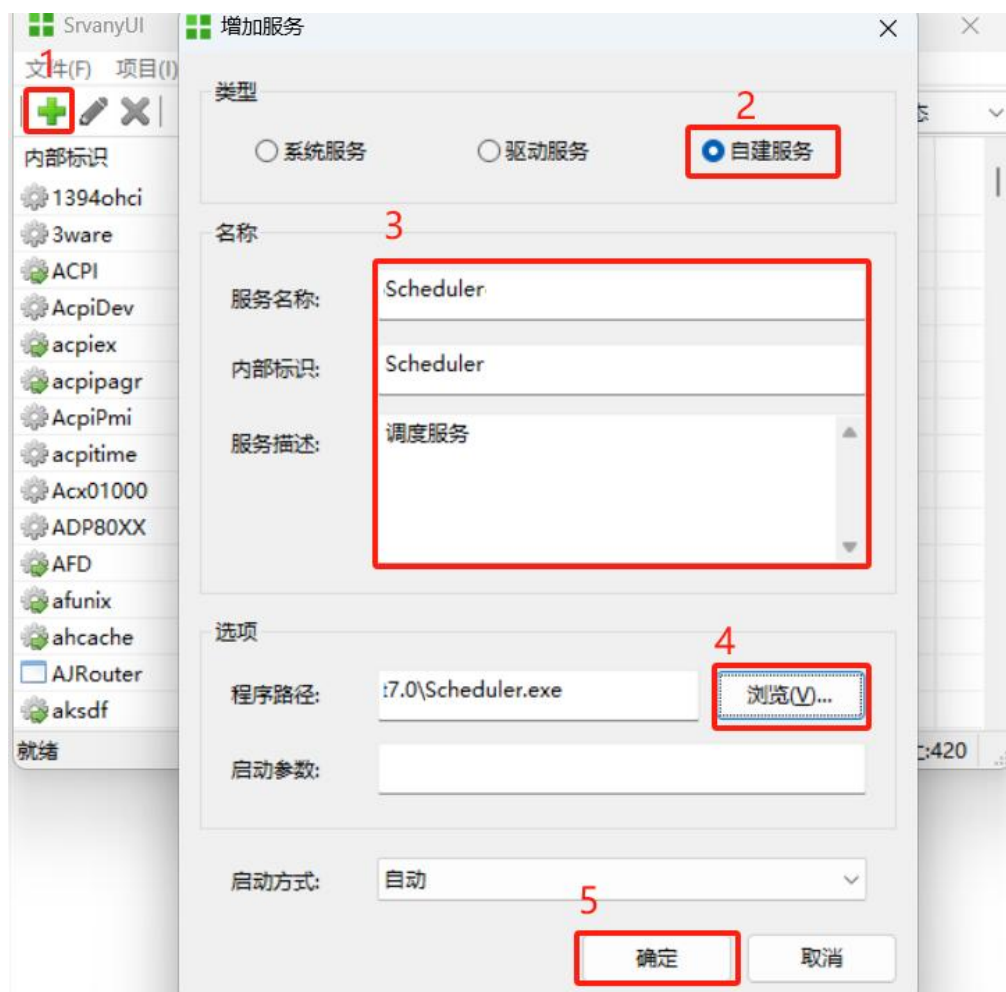 SrvanyUI
增加服务
1
文件(F) 项目(I)
类型
2
态
系统服务
驱动服务
自建服务
内部标识
1394ohci
3ware
ACPI
AcpiDev
acpiex
acpipagr
AcpiPmi
acpitime
Acx01000
ADP80XX
AFD
afunix
ahcache
AJRouter
aksdf
就绪
名称
3
服务名称:
Scheduler
内部标识:
Scheduler
服务描述:
调度服务
选项
4
程序路径:
t7.0\Scheduler.exe
浏览(V)...
启动参数:
:420
启动方式:
自动
5
确定
取消